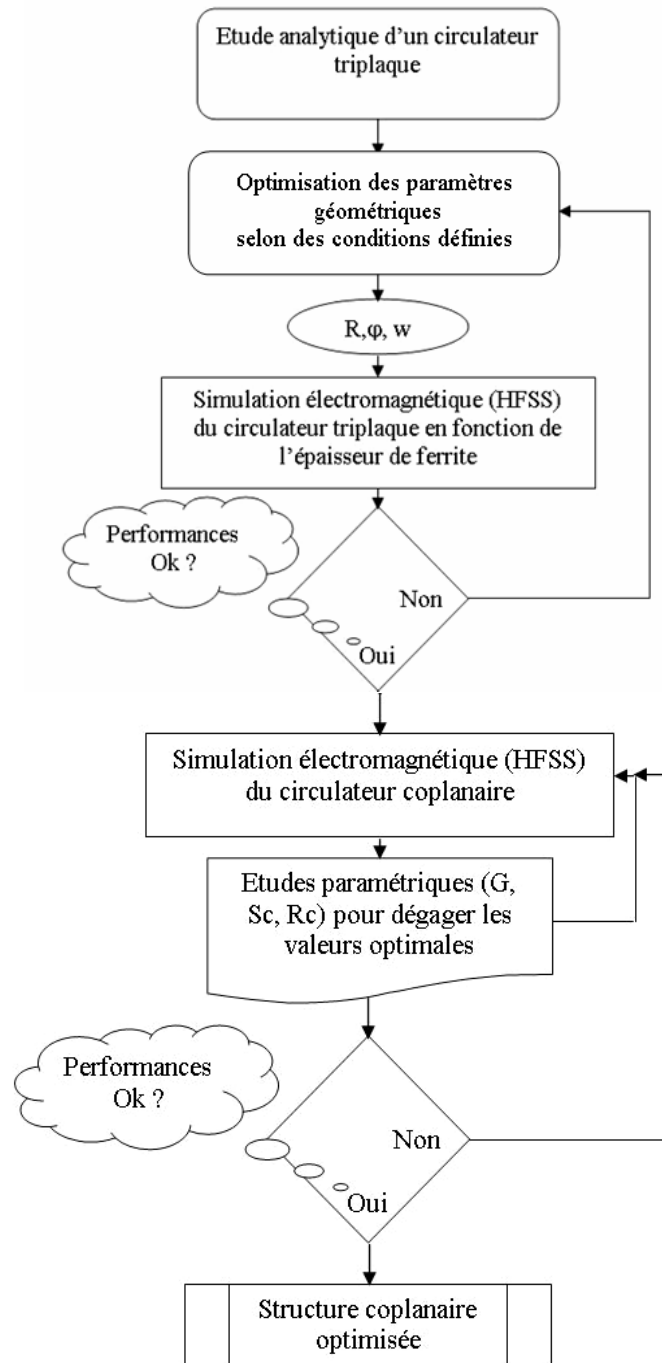 Etude analytique d'un circulateur
triplaque
Optimisation des paramètres
géométriques
selon des conditions définies
R,φ, w
Simulation électromagnétique (HFSS)
du circulateur triplaque en fonction de
l'épaisseur de ferrite
Performances
Ok ?
Non
Oui
Simulation électromagnétique (HFSS)
du circulateur coplanaire
Etudes paramétriques (G,
Sc, Rc) pour dégager les
valeurs optimales
Performances
Ok ?
Non
Oui
Structure coplanaire
optimisée